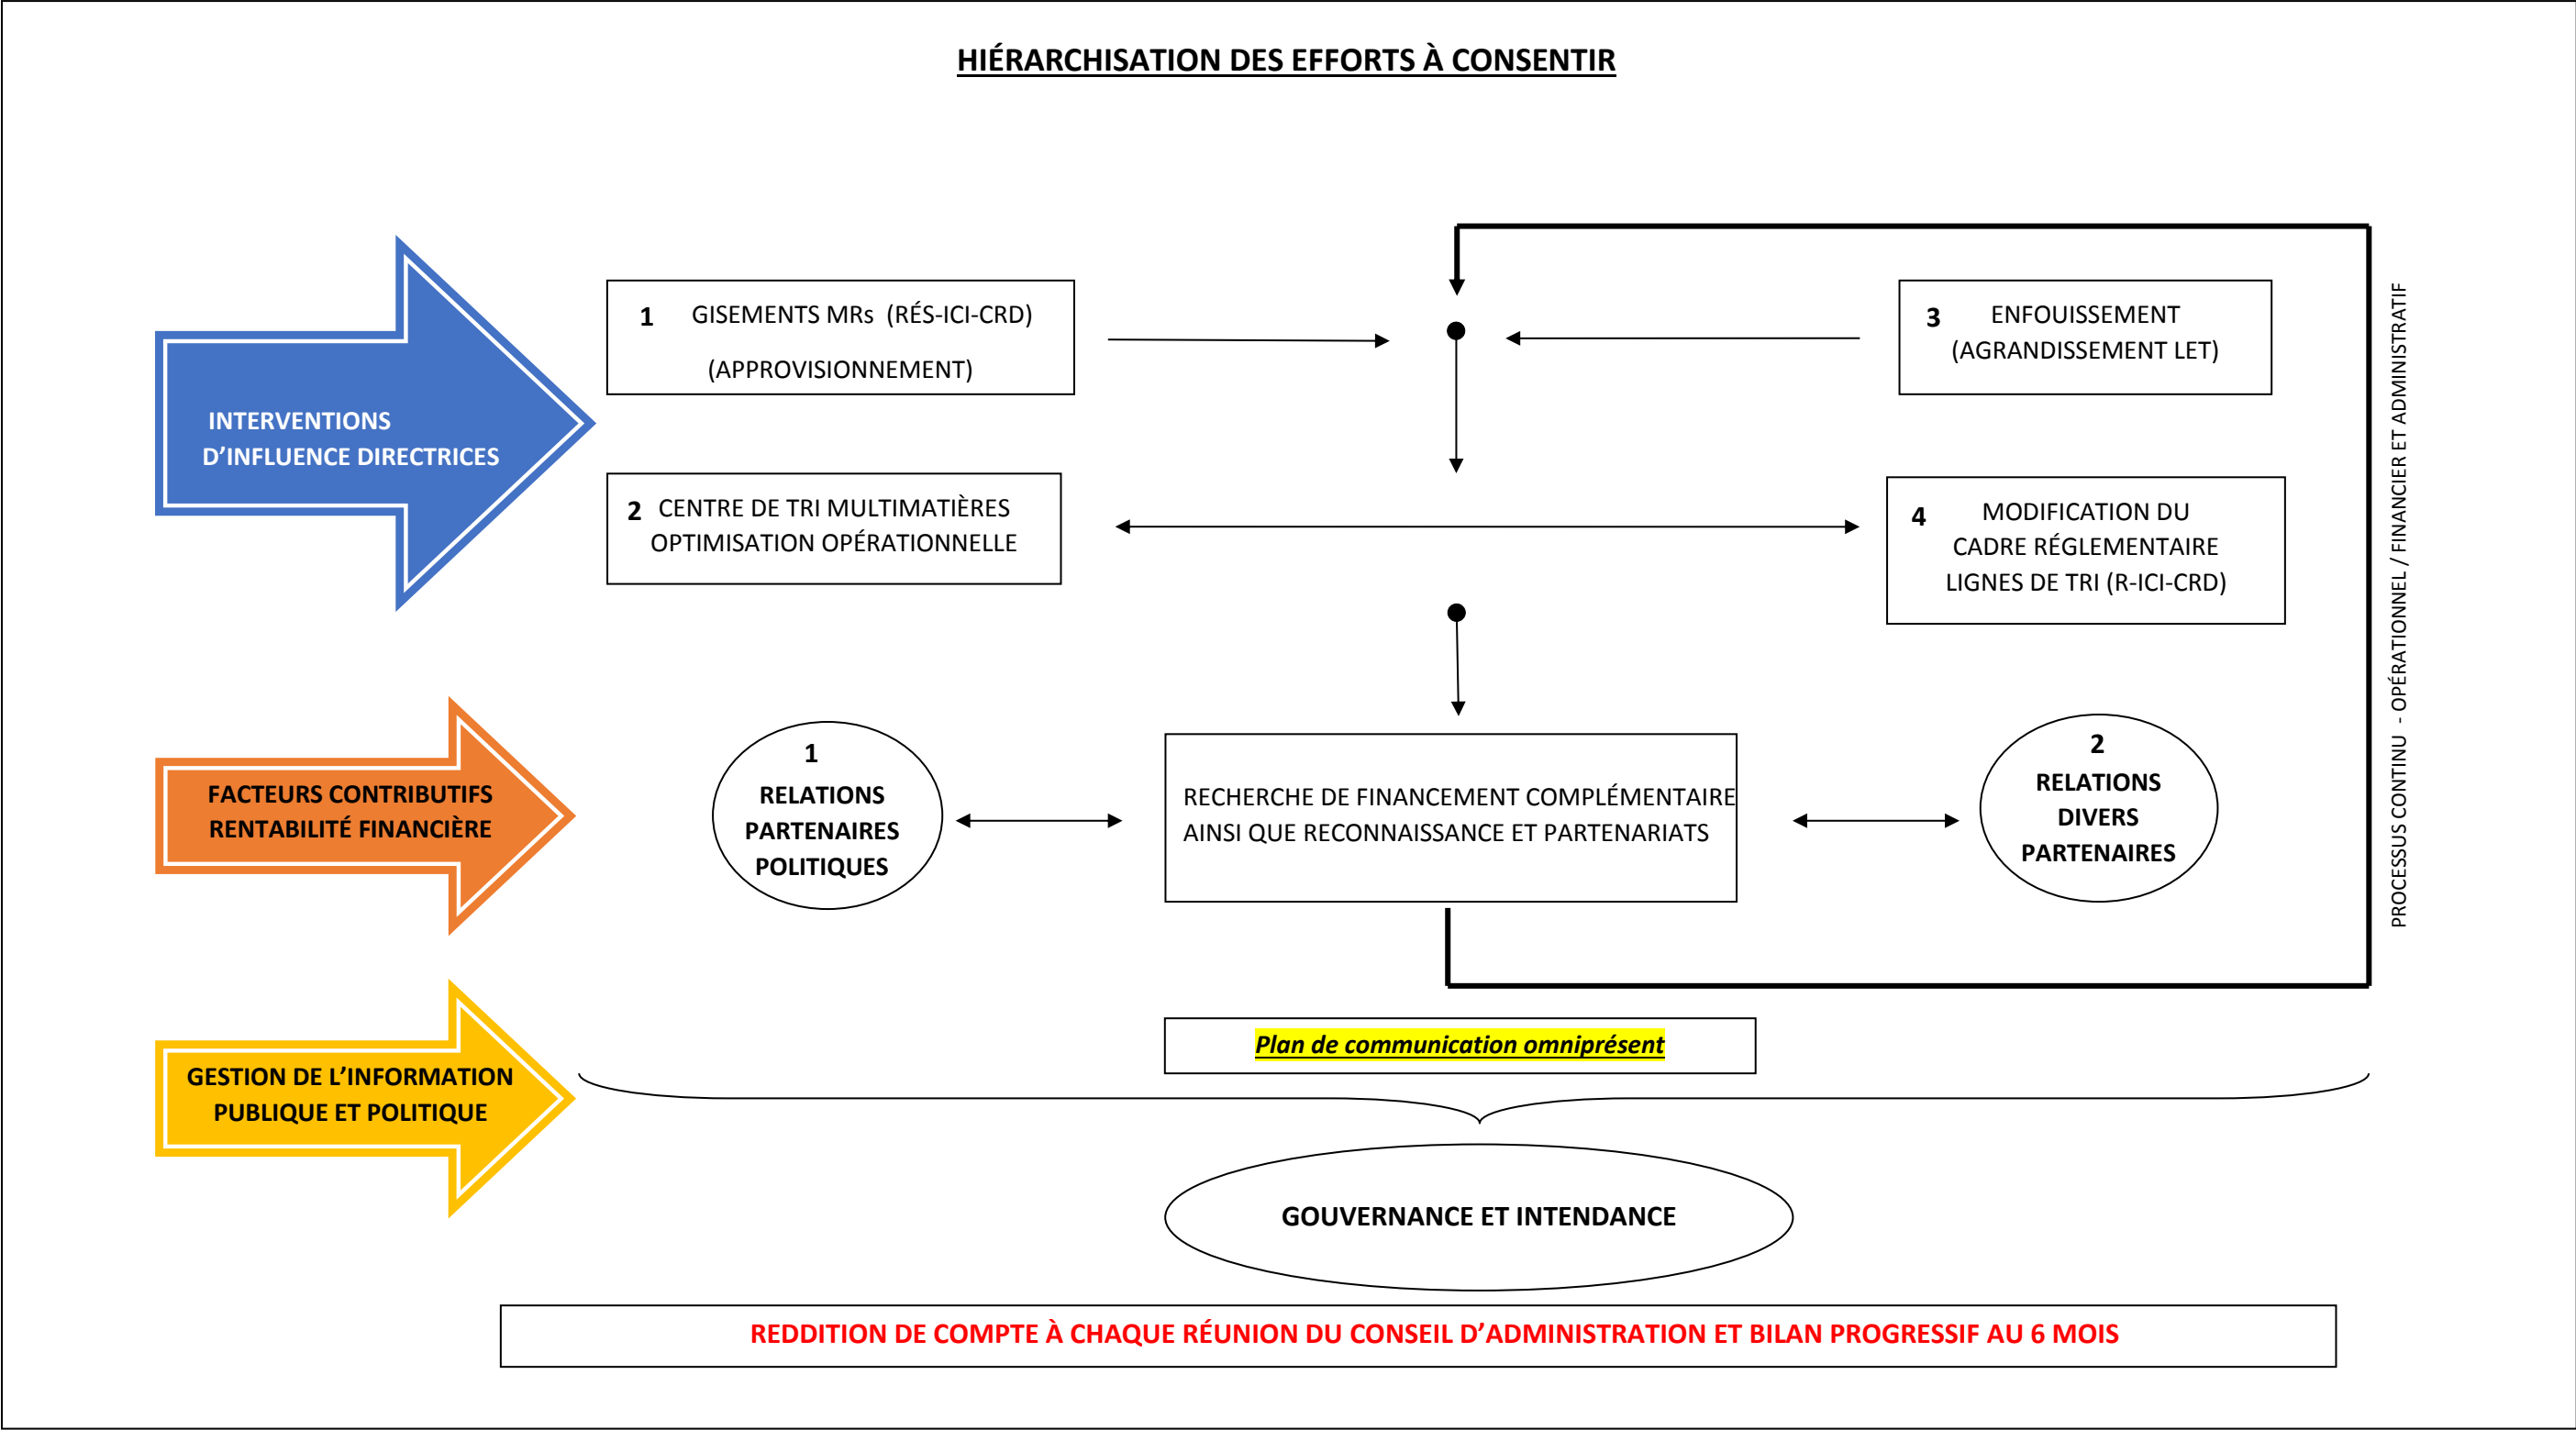 HIÉRARCHISATION DES EFFORTS À CONSENTIR
INTERVENTIONS
D’INFLUENCE DIRECTRICES
1 GISEMENTS MRs (RÉS-ICI-CRD)
(APPROVISIONNEMENT)
3 ENFOUISSEMENT
(AGRANDISSEMENT LET)
2 CENTRE DE TRI MULTIMATIÈRES
OPTIMISATION OPÉRATIONNELLE
4 MODIFICATION DU
CADRE RÉGLEMENTAIRE
LIGNES DE TRI (R-ICI-CRD)
PROCESSUS CONTINU - OPÉRATIONNEL / FINANCIER ET ADMINISTRATIF
FACTEURS CONTRIBUTIFS
RENTABILITÉ FINANCIÈRE
1
RELATIONS
PARTENAIRES
POLITIQUES
RECHERCHE DE FINANCEMENT COMPLÉMENTAIRE
AINSI QUE RECONNAISSANCE ET PARTENARIATS
2
RELATIONS
DIVERS
PARTENAIRES
GESTION DE L’INFORMATION
PUBLIQUE ET POLITIQUE
Plan de communication omniprésent
GOUVERNANCE ET INTENDANCE
REDDITION DE COMPTE À CHAQUE RÉUNION DU CONSEIL D’ADMINISTRATION ET BILAN PROGRESSIF AU 6 MOIS